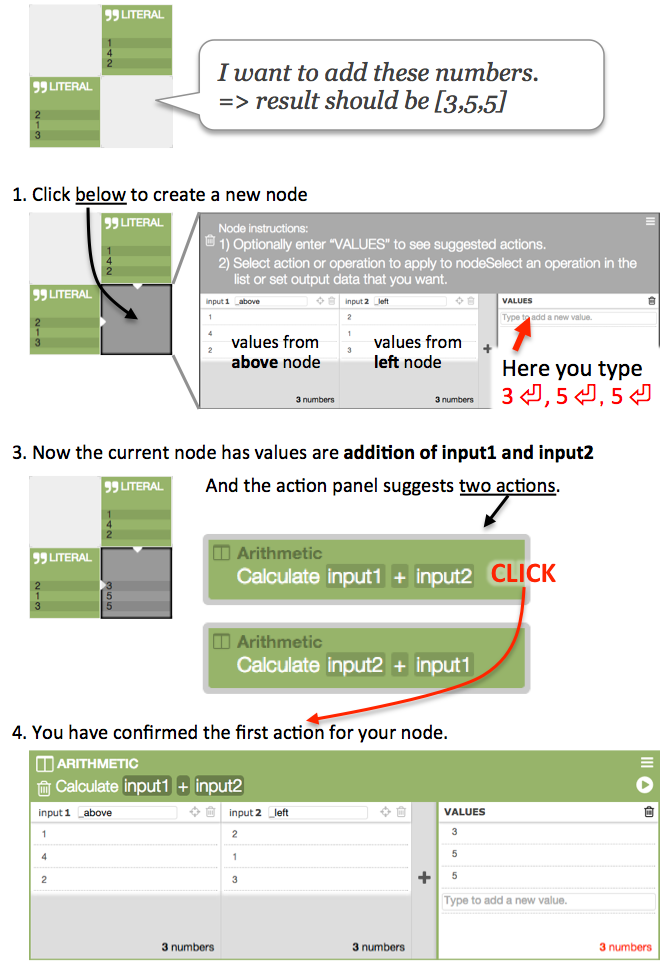 LITERAL
1
4
2
LITERAL
2
1
3
I want to add these numbers.
=> result should be [3,5,5]
1. Click below to create a new node
LITERAL
1
4
2
LITERAL
2
1
3
Node instructions:
1) Optionally enter “VALUES” to see suggested actions.
2) Select action or operation to apply to nodeSelect an operation in the
list or set output data that you want.
input 1 _above
1
4
2
values from
above node
3 numbers
input 2 _left
2
1
3
values from
left node
3 numbers
+
VALUES
Type to add a new value.
Here you type
3 ⏎, 5 ⏎, 5 ⏎
3. Now the current node has values are addition of input1 and input2
LITERAL
1
4
2
LITERAL
2
1
3
3
5
5
And the action panel suggests two actions.
Arithmetic
Calculate input1 + input2 CLICK
Arithmetic
Calculate input2 + input1
4. You have confirmed the first action for your node.
ARITHMETIC
Calculate input1 + input2
input 1 _above
1
4
2
3 numbers
input 2 _left
2
1
3
3 numbers
+
VALUES
3
5
5
Type to add a new value.
3 numbers